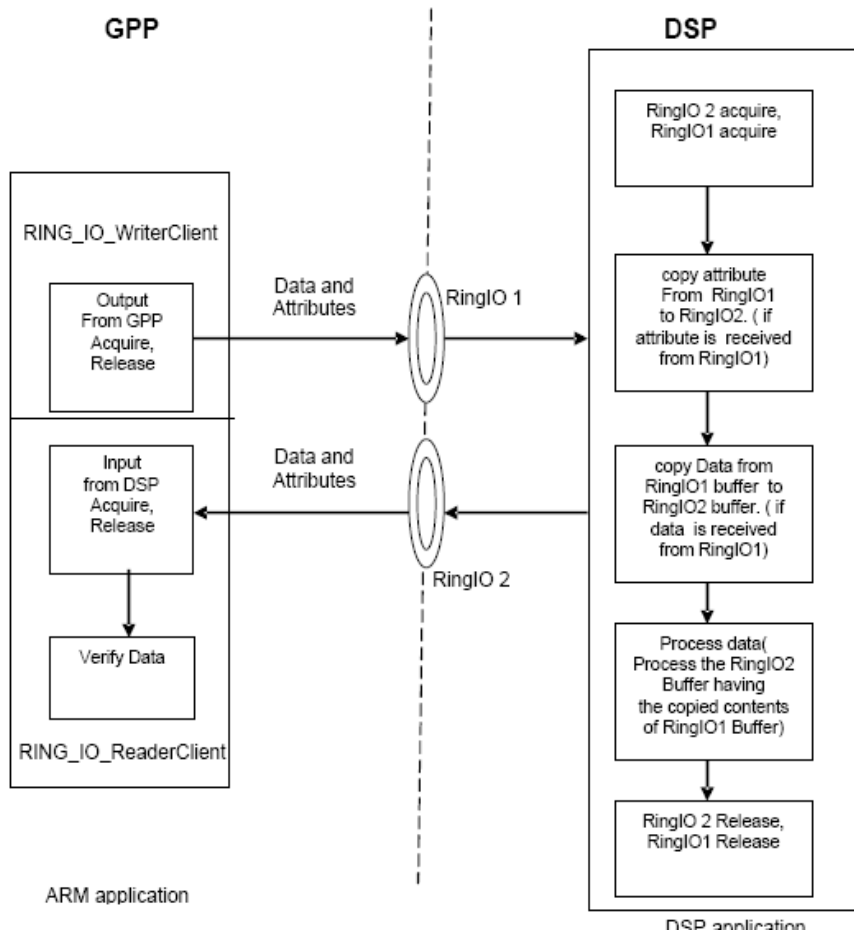 GPP
DSP
RingIO 2 acquire,
RingIO1 acquire
RING_IO_WriterClient
Output
From GPP
Acquire,
Release
Data and
Attributes
RingIO 1
copy attribute
From RingIO1
to RingIO2. ( if
attribute is received
from RingIO1)
Input
from DSP
Acquire,
Release
Data and
Attributes
RingIO 2
copy Data from
RingIO1 buffer to
RingIO2 buffer. ( if
data is received
from RingIO1)
Verify Data
RING_IO_ReaderClient
Process data(
Process the RingIO2
Buffer having
the copied contents
of RingIO1 Buffer)
RingIO 2 Release,
RingIO1 Release
ARM application
DSP application